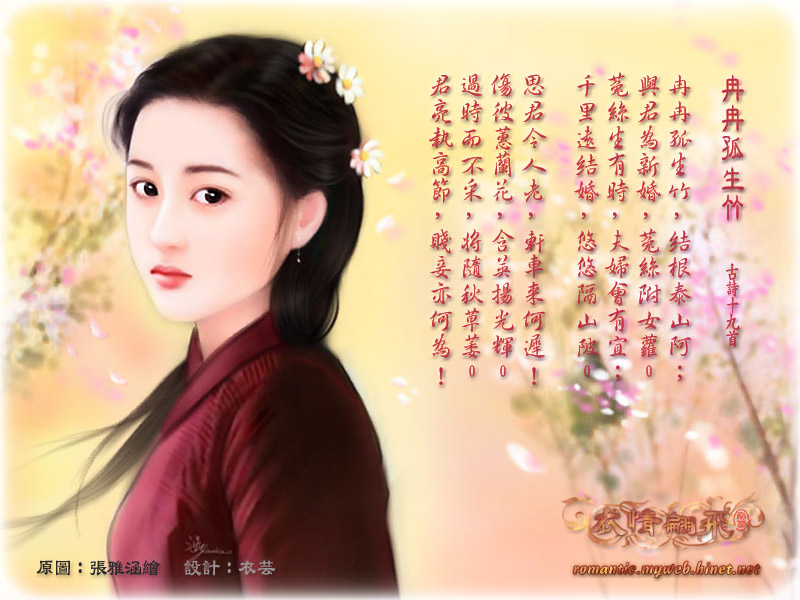 冉冉孤生竹
古詩十九首
冉冉孤生竹，結根泰山阿；
與君為新婚，菟絲附女蘿。
菟絲生有時，夫婦會有宜；
千里遠結婚，悠悠隔山陂。
思君令人老，軒車來何遲！
傷彼蕙蘭花，含英揚光輝。
過時而不采，將隨秋草萎。
君亮執高節，賤妾亦何為！
衣情翩飛
romantic.myweb.hinet.net
原圖：張雅涵繪　設計：衣芸